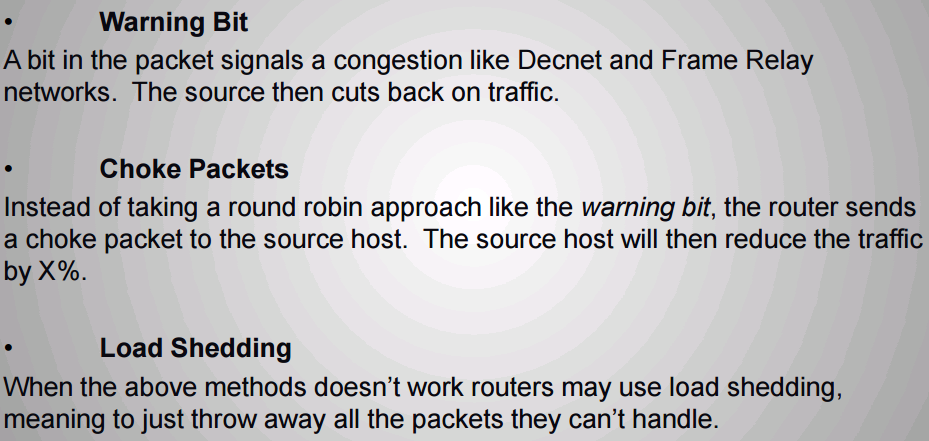 • Warning Bit
A bit in the packet signals a congestion like Decnet and Frame Relay
networks.  The source then cuts back on traffic.
• Choke Packets
Instead of taking a round robin approach like the warning bit, the router sends
a choke packet to the source host.  The source host will then reduce the traffic
by X%.
• Load Shedding
When the above methods doesn’t work routers may use load shedding,
meaning to just throw away all the packets they can’t handle.